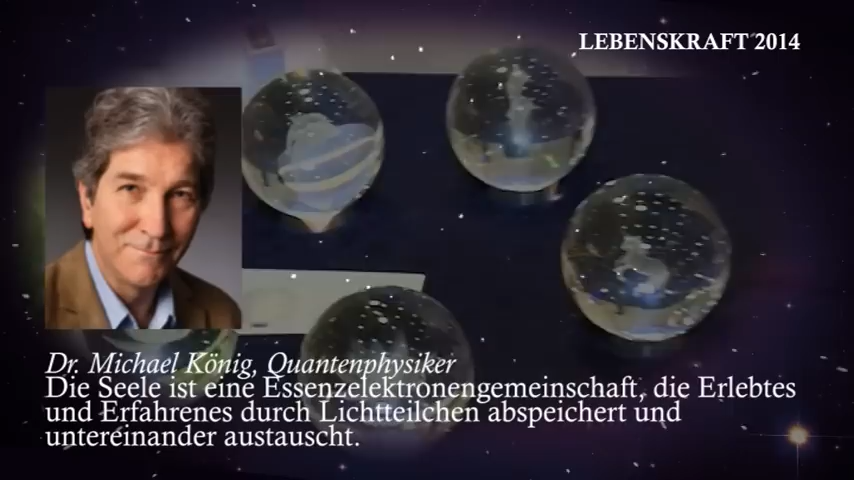 LEBENSKRAFT 2014
Dr. Michael König, Quantenphysiker
Die Seele ist eine Essenzelektronengemeinschaft, die Erlebtes
und Erfahrenes durch Lichtteilchen abspeichert und
untereinander austauscht.